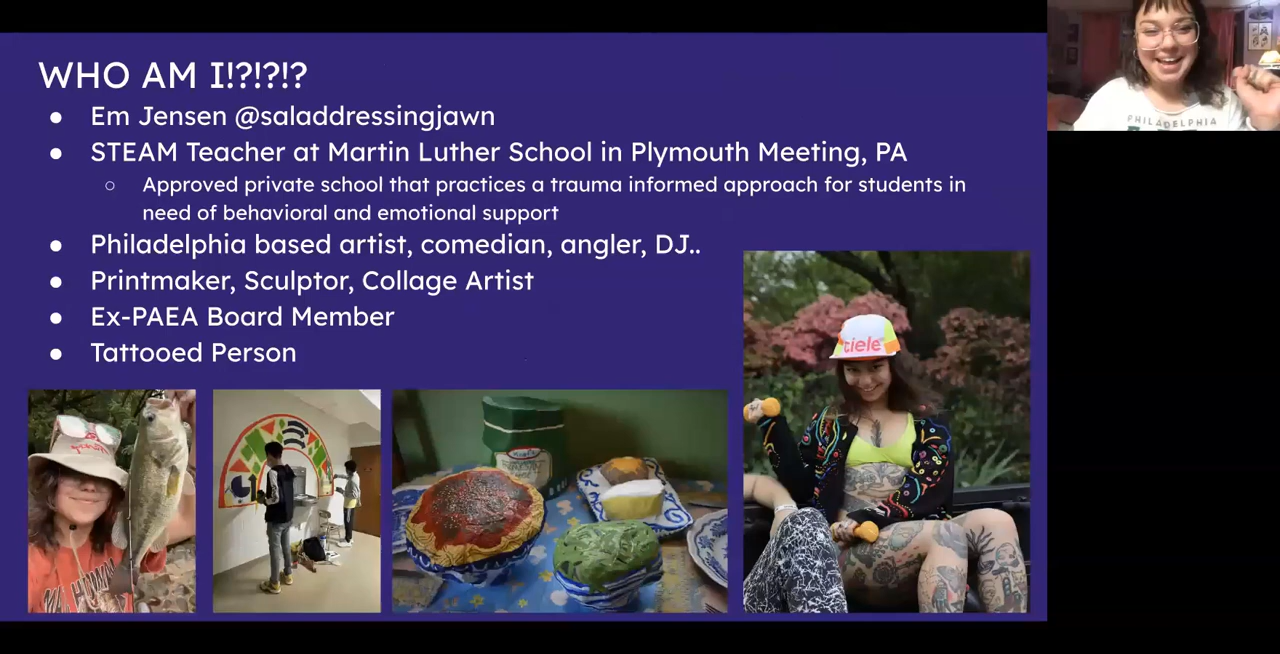 WHO AM I!?!?!?
● Em Jensen @saladdressingjawn
● STEAM Teacher at Martin Luther School in Plymouth Meeting, PA
○ Approved private school that practices a trauma informed approach for students in
need of behavioral and emotional support
● Philadelphia based artist, comedian, angler, DJ..
● Printmaker, Sculptor, Collage Artist
● Ex-PAEA Board Member
● Tattooed Person
PHILADELPHIA
ciele